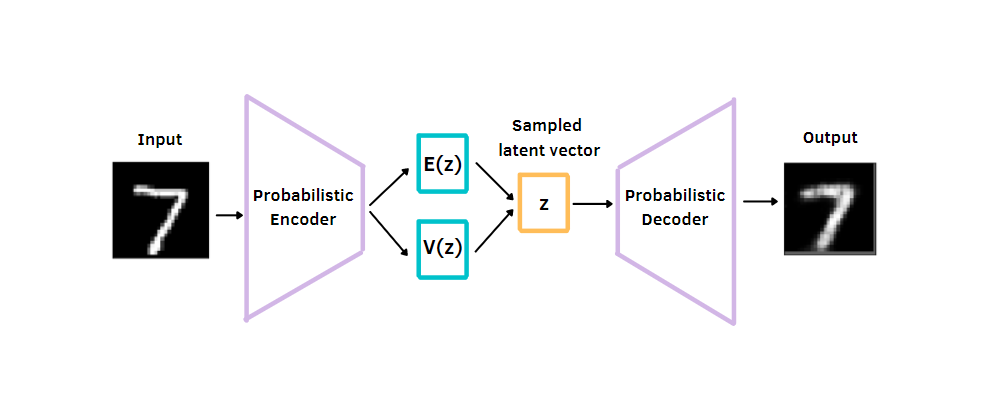 Input
Probabilistic
Encoder
E(z)
V(z)
Sampled
latent vector
z
Probabilistic
Decoder
Output